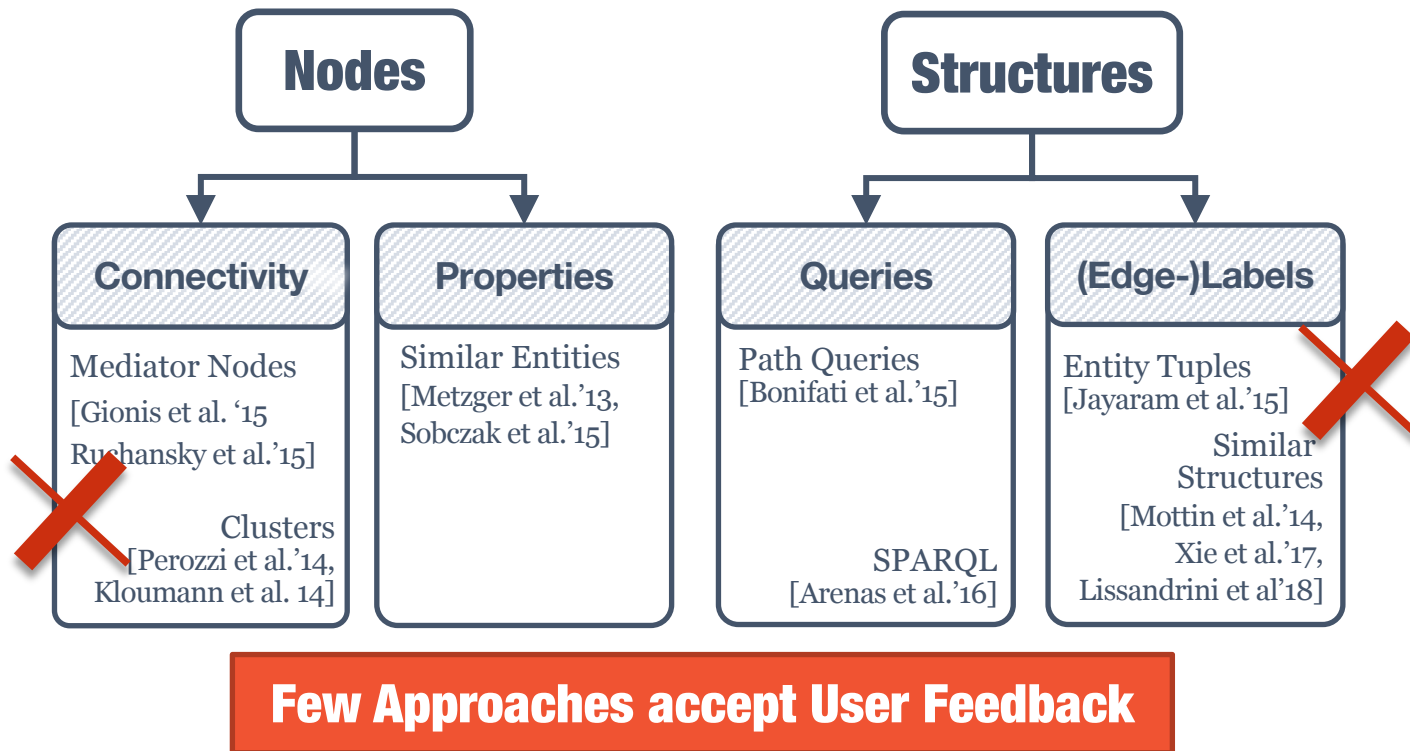 Nodes
Structures
Connectivity
Properties
Queries
(Edge-)Labels
Mediator Nodes
[Gionis et al. ‘15
Ruchansky et al.’15]
Clusters
[Perozzi et al.’14,
Kloumann et al. 14]
Similar Entities
[Metzger et al.’13,
Sobczak et al.’15]
Path Queries
[Bonifati et al.’15]
SPARQL
[Arenas et al.’16]
Entity Tuples
[Jayaram et al.’15]
Similar
Structures
[Mottin et al.’14,
Xie et al.’17,
Lissandrini et al’18]
Few Approaches accept User Feedback